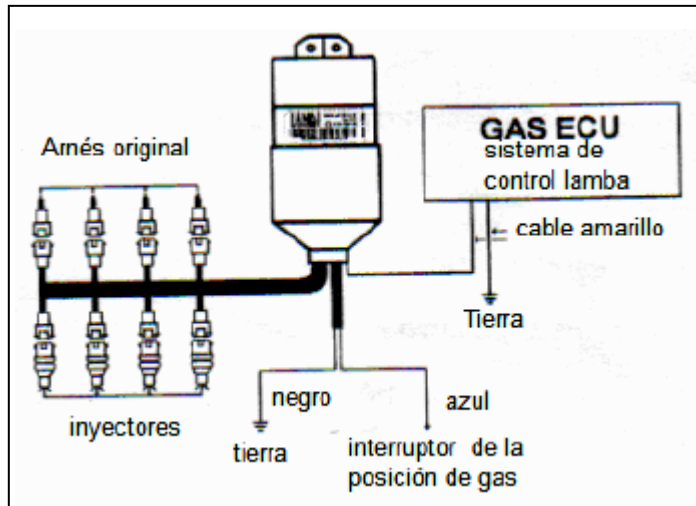 Arnés original
GAS ECU
sistema de
control lamba
cable amarillo
Tierra
negro
azul
inyectores
tierra
interruptor de la
posición de gas